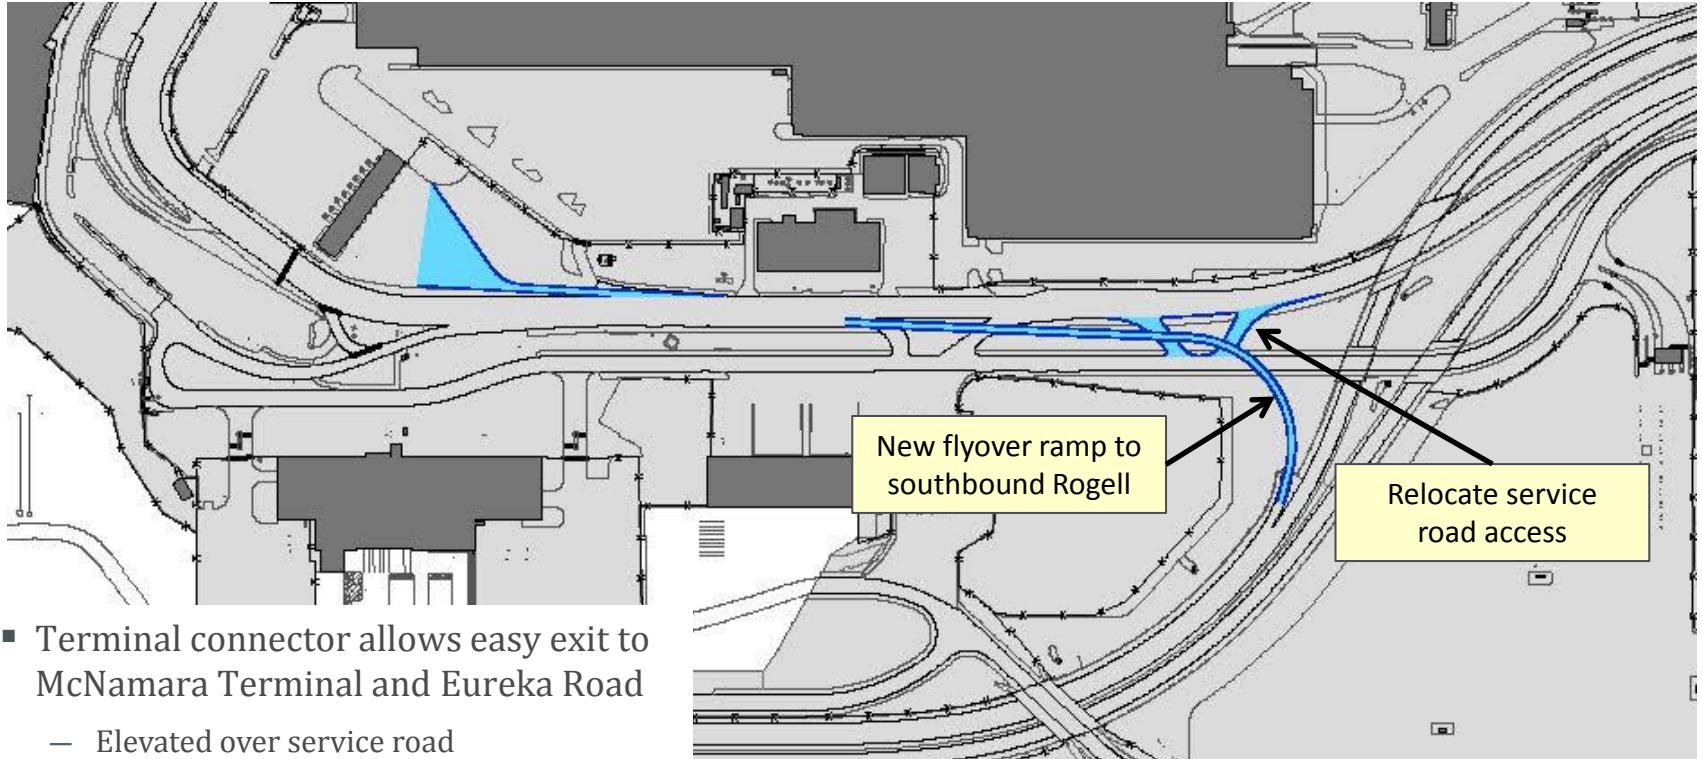 New flyover ramp to
southbound Rogell
Relocate service
road access
▪ Terminal connector allows easy exit to
McNamara Terminal and Eureka Road
— Elevated over service road